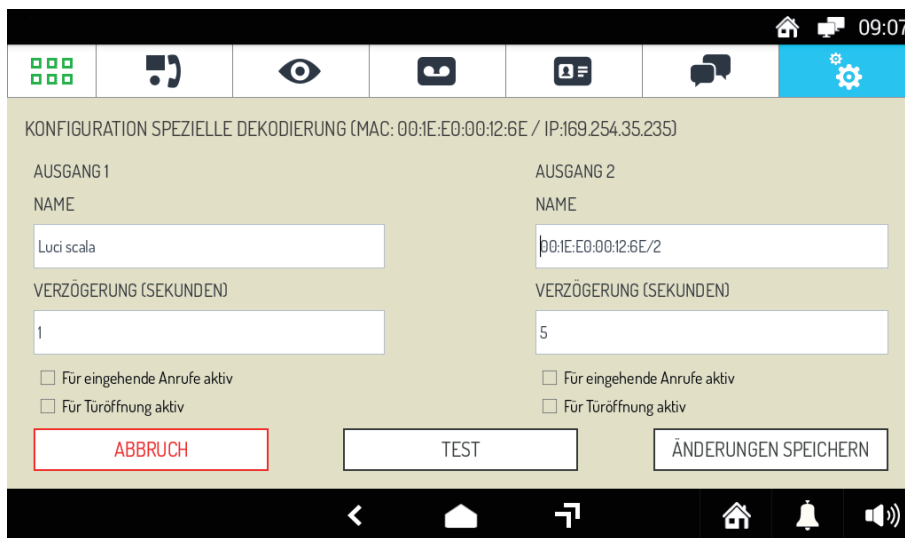 09:07
KONFIGURATION SPEZIELLE DEKODIERUNG (MAC: 00:1E:E0:00:12:6E / IP:169.254.35.235)
AUSGANG 1
NAME
Luci scala
VERZÖGERUNG (SEKUNDEN)
1
Für eingehende Anrufe aktiv
Für Türöffnung aktiv
AUSGANG 2
NAME
00:1E:E0:00:12:6E/2
VERZÖGERUNG (SEKUNDEN)
5
Für eingehende Anrufe aktiv
Für Türöffnung aktiv
ABBRUCH
TEST
ÄNDERUNGEN SPEICHERN